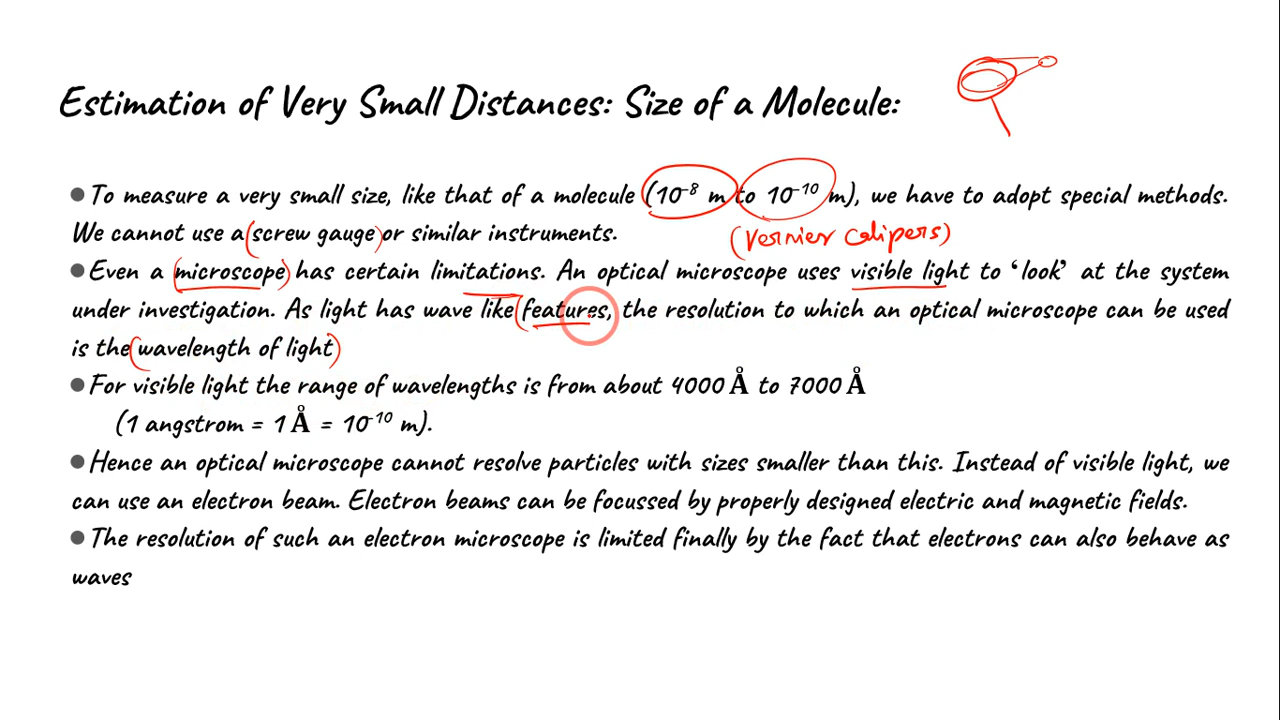 Estimation of Very Small Distances: Size of a Molecule:
●To measure a very small size, like that of a molecule (10⁻⁸ m to 10⁻¹⁰ m), we have to adopt special methods.
We cannot use a (screw gauge) or similar instruments.
(Vernier Calipers)
●Even a (microscope) has certain limitations. An optical microscope uses visible light to ‘look’ at the system
under investigation. As light has wave like (features, the resolution to which an optical microscope can be used
is the (wavelength of light)
●For visible light the range of wavelengths is from about 4000 Å to 7000 Å
(1 angstrom = 1 Å = 10⁻¹⁰ m).
●Hence an optical microscope cannot resolve particles with sizes smaller than this. Instead of visible light, we
can use an electron beam. Electron beams can be focussed by properly designed electric and magnetic fields.
●The resolution of such an electron microscope is limited finally by the fact that electrons can also behave as
waves